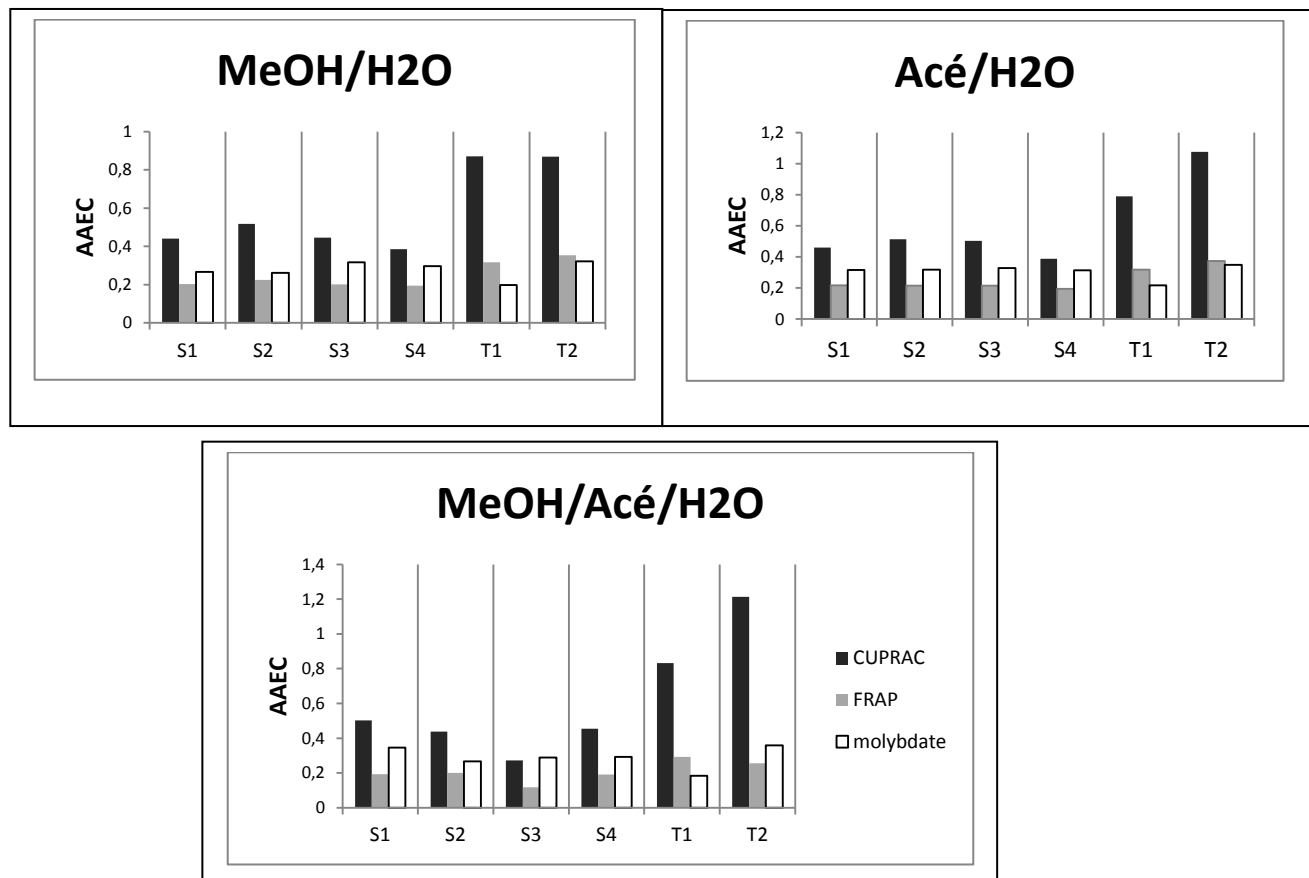 MeOH/H2O
AAEC
1
0,8
0,6
0,4
0,2
0
S1 S2 S3 S4 T1 T2
Acé/H2O
AAEC
1,2
1
0,8
0,6
0,4
0,2
0
S1 S2 S3 S4 T1 T2
MeOH/Acé/H2O
AAEC
1,4
1,2
1
0,8
0,6
0,4
0,2
0
S1 S2 S3 S4 T1 T2
CUPRAC
FRAP
molybdate